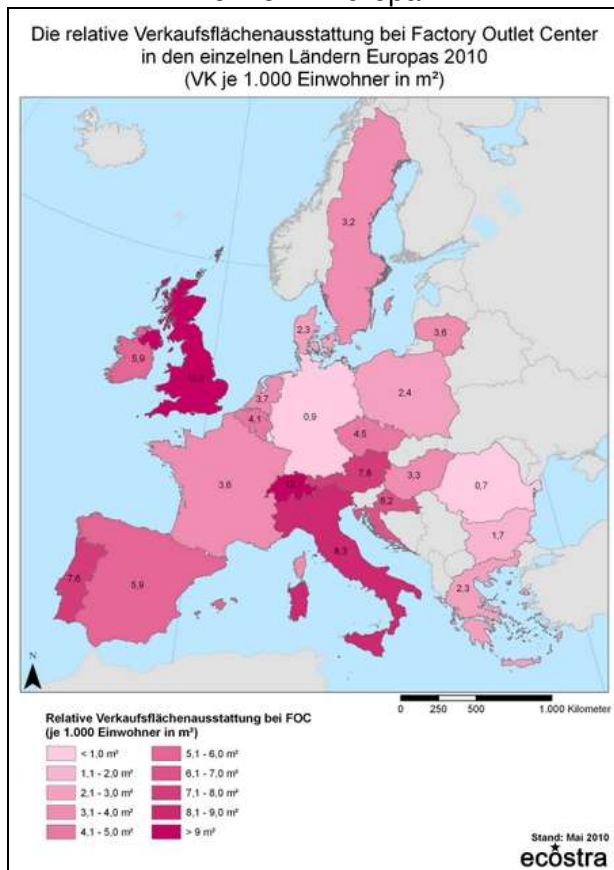 Die relative Verkaufsflächenausstattung bei Factory Outlet Center
in den einzelnen Ländern Europas 2010
(VK je 1.000 Einwohner in m²)
3,2
2,3
3,6
5,9
3,7
2,4
0,9
4,1
4,5
7,8
3,3
3,6
0,7
6,2
8,3
1,7
7,6
5,9
2,3
N
0 250 500 1.000 Kilometer
Relative Verkaufsflächenausstattung bei FOC
(je 1.000 Einwohner in m²)
< 1,0 m²
1,1 - 2,0 m²
2,1 - 3,0 m²
3,1 - 4,0 m²
4,1 - 5,0 m²
5,1 - 6,0 m²
6,1 - 7,0 m²
7,1 - 8,0 m²
8,1 - 9,0 m²
> 9 m²
Stand: Mai 2010
ecostra